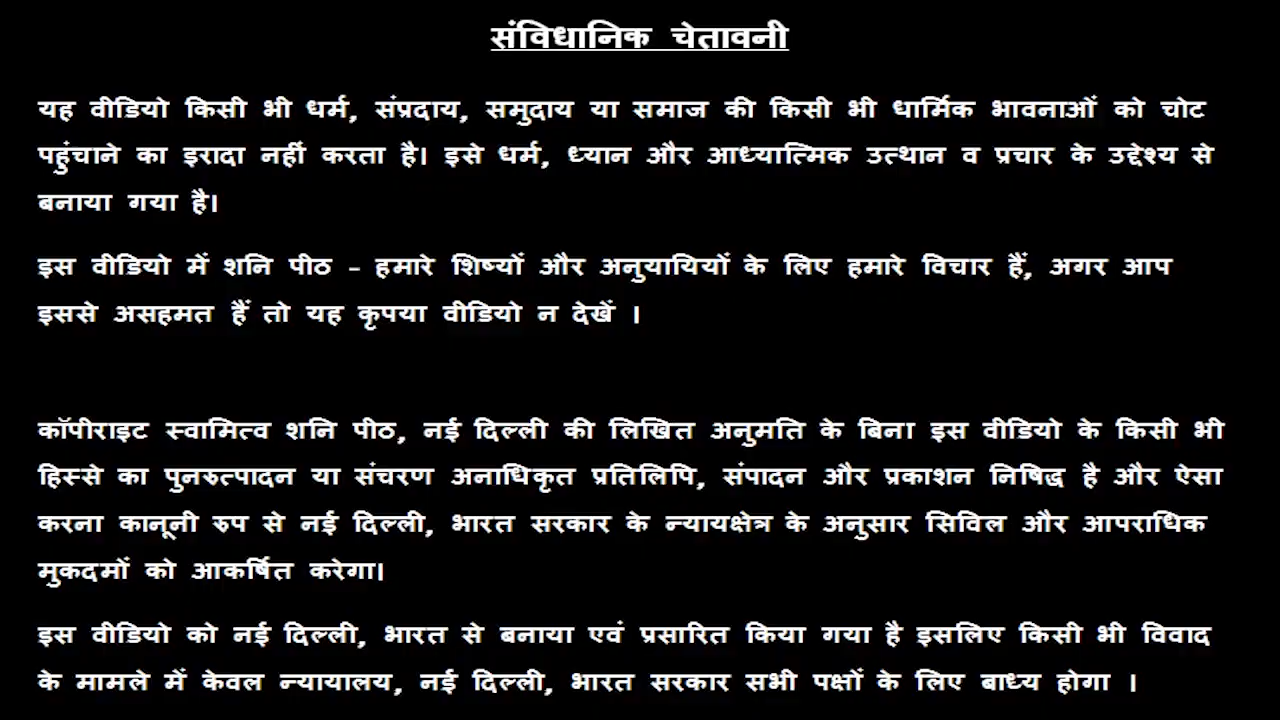 संविधानिक चेतावनी
यह वीडियो किसी भी धर्म, संप्रदाय, समुदाय या समाज की किसी भी धार्मिक भावनाओं को चोट
पहुंचाने का इरादा नहीं करता है। इसे धर्म, ध्यान और आध्यात्मिक उत्थान व प्रचार के उद्देश्य से
बनाया गया है।
इस वीडियो में शनि पीठ – हमारे शिष्यों और अनुयायियों के लिए हमारे विचार हैं, अगर आप
इससे असहमत हैं तो यह कृपया वीडियो न देखें ।
कॉपीराइट स्वामित्व शनि पीठ, नई दिल्ली की लिखित अनुमति के बिना इस वीडियो के किसी भी
हिस्से का पुनरुत्पादन या संचरण अनाधिकृत प्रतिलिपि, संपादन और प्रकाशन निषिद्ध है और ऐसा
करना कानूनी रुप से नई दिल्ली, भारत सरकार के न्यायक्षेत्र के अनुसार सिविल और आपराधिक
मुकदमों को आकर्षित करेगा।
इस वीडियो को नई दिल्ली, भारत से बनाया एवं प्रसारित किया गया है इसलिए किसी भी विवाद
के मामले में केवल न्यायालय, नई दिल्ली, भारत सरकार सभी पक्षों के लिए बाध्य होगा ।